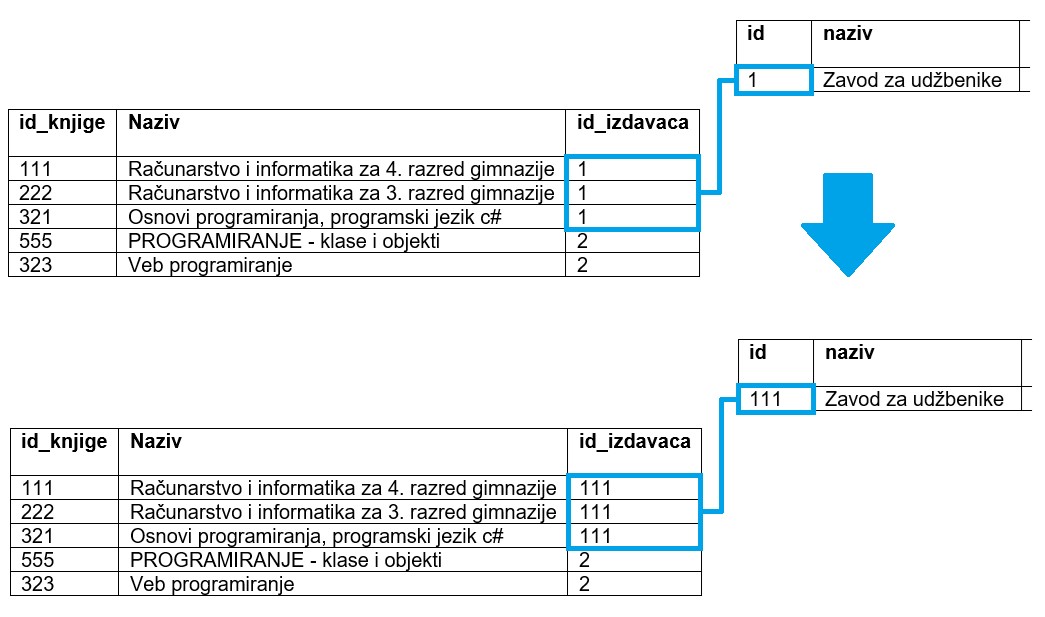 id naziv
1 Zavod za udžbenike
id_knjige Naziv id_izdavaca
111 Računarstvo i informatika za 4. razred gimnazije 1
222 Računarstvo i informatika za 3. razred gimnazije 1
321 Osnovi programiranja, programski jezik c# 1
555 PROGRAMIRANJE - klase i objekti 2
323 Veb programiranje 2
id naziv
111 Zavod za udžbenike
id_knjige Naziv id_izdavaca
111 Računarstvo i informatika za 4. razred gimnazije 111
222 Računarstvo i informatika za 3. razred gimnazije 111
321 Osnovi programiranja, programski jezik c# 111
555 PROGRAMIRANJE - klase i objekti 2
323 Veb programiranje 2